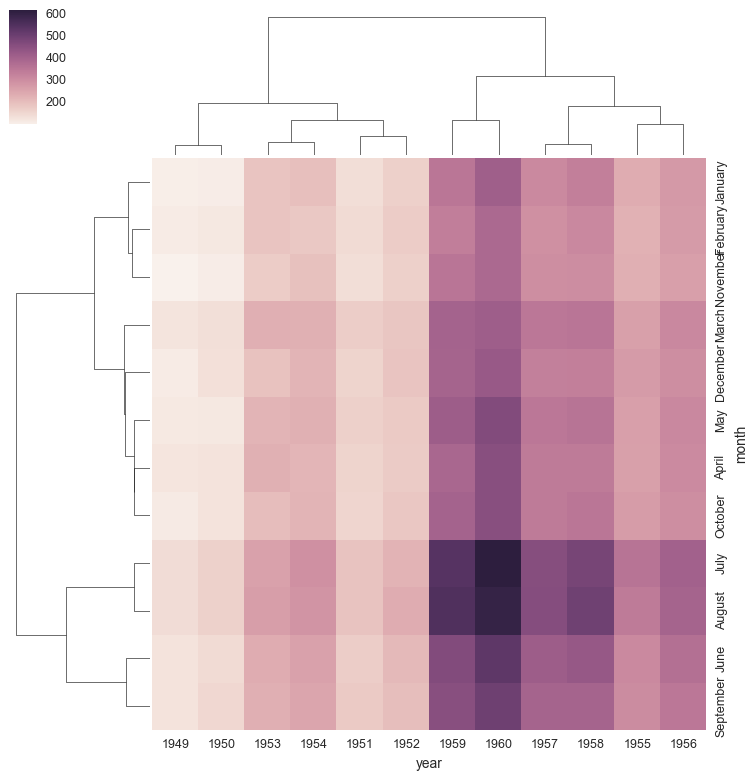 600
500
400
300
200
January
February
November
March
December
May
April
October
July
August
June
September
month
1949 1950 1953 1954 1951 1952 1959 1960 1957 1958 1955 1956
year